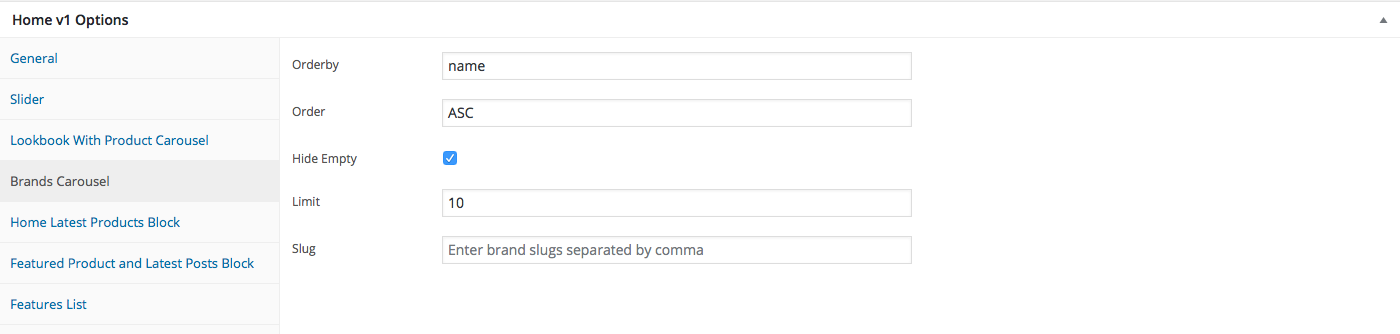 Home v1 Options
General
Slider
Lookbook With Product Carousel
Brands Carousel
Home Latest Products Block
Featured Product and Latest Posts Block
Features List
Orderby name
Order ASC
Hide Empty
Limit 10
Slug Enter brand slugs separated by comma